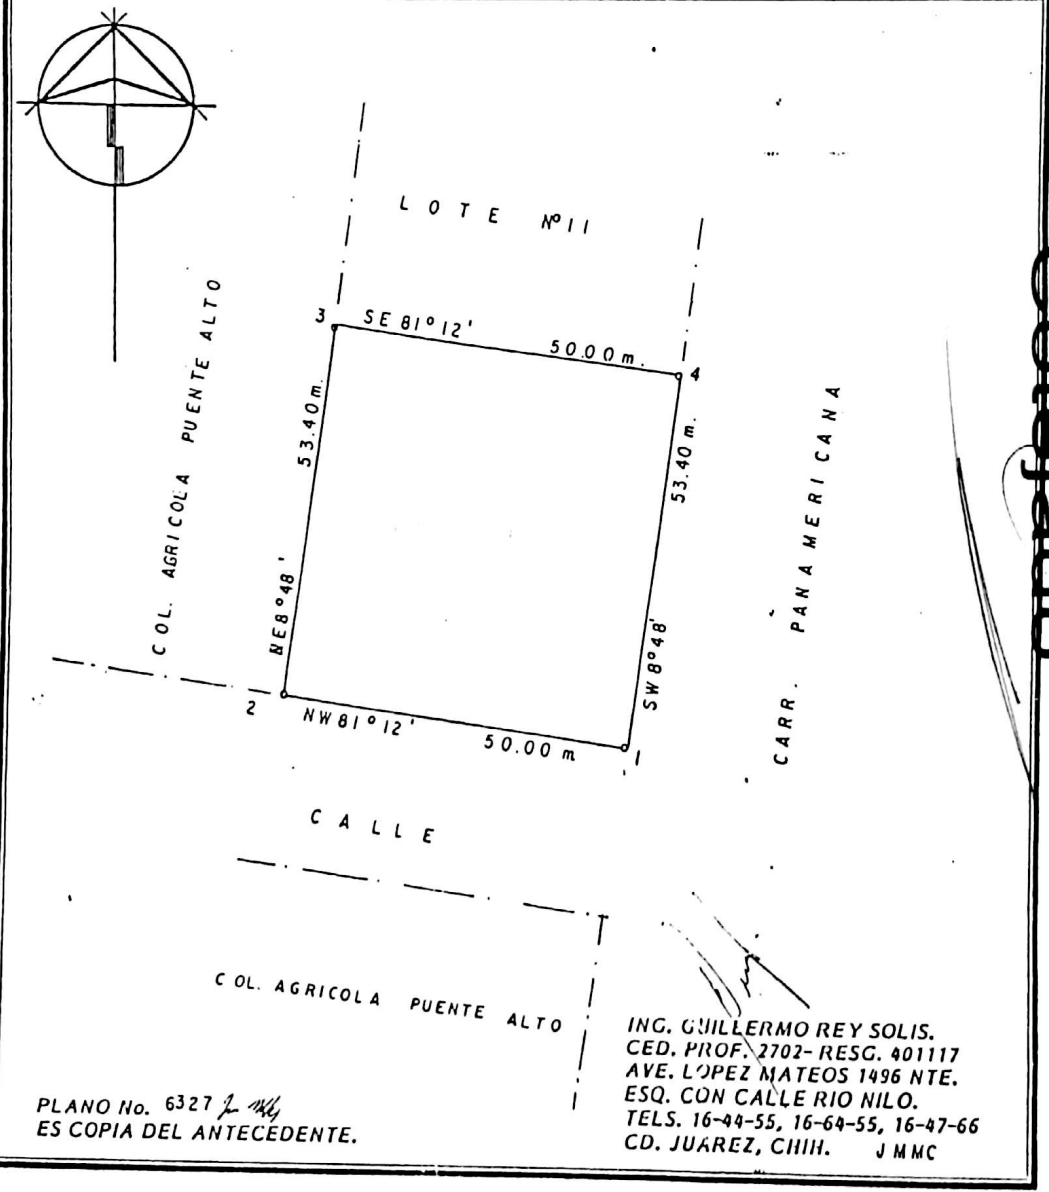 LOTE Nº11
COL. AGRICOLA PUENTE ALTO
3
SE 81°12'
50.00 m.
4
53.40 m.
NE 8°48'
53.40 m.
SW 8°48'
CARR. PANAMERICANA
2
NW 81°12'
50.00 m
1
CALLE
COL. AGRICOLA PUENTE ALTO
ING. GUILLERMO REY SOLIS.
CED. PROF. 2702- RESG. 401117
AVE. LOPEZ MATEOS 1496 NTE.
ESQ. CON CALLE RIO NILO.
TELS. 16-44-55, 16-64-55, 16-47-66
CD. JUÁREZ, CHIH. JMMC
PLANO No. 6327
ES COPIA DEL ANTECEDENTE.